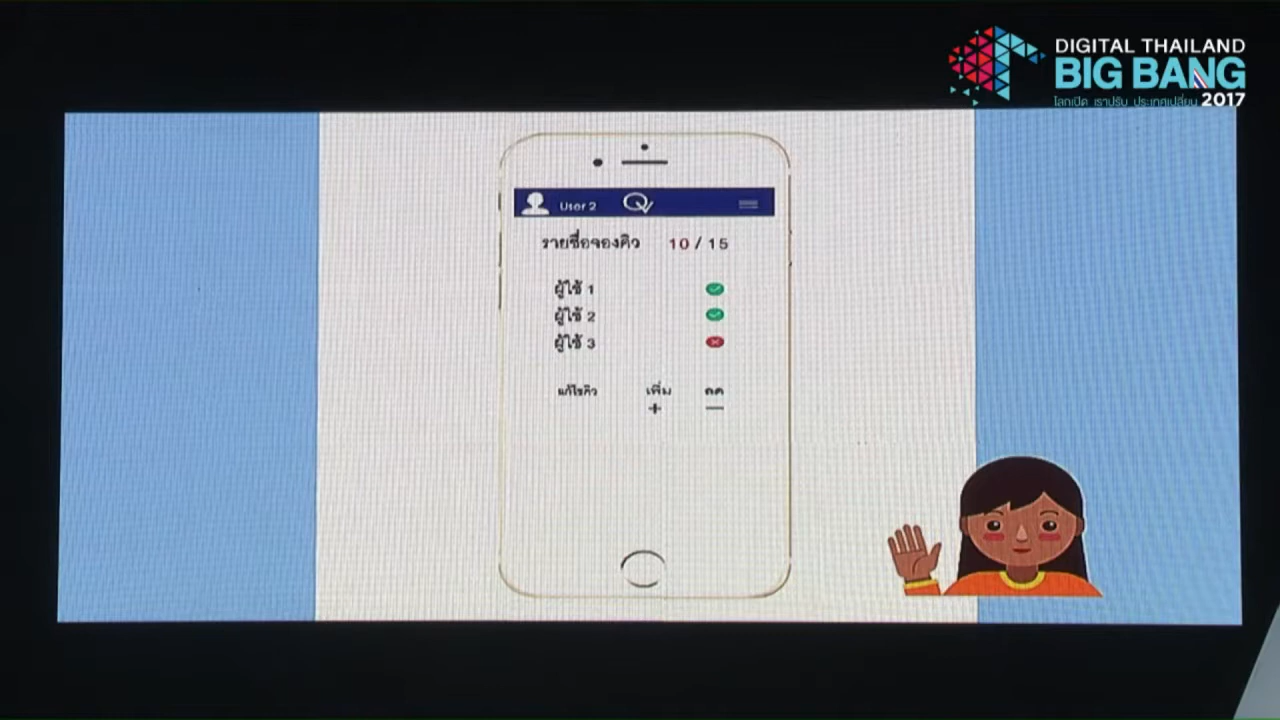 DIGITAL THAILAND
BIG BANG
โลกเปิด เราปรับ ประเทศเปลี่ยน 2017
User 2
รายชื่อจองคิว 10 / 15
ผู้ใช้ 1
ผู้ใช้ 2
ผู้ใช้ 3
แก้ไขคิว เพิ่ม ลด
+ —